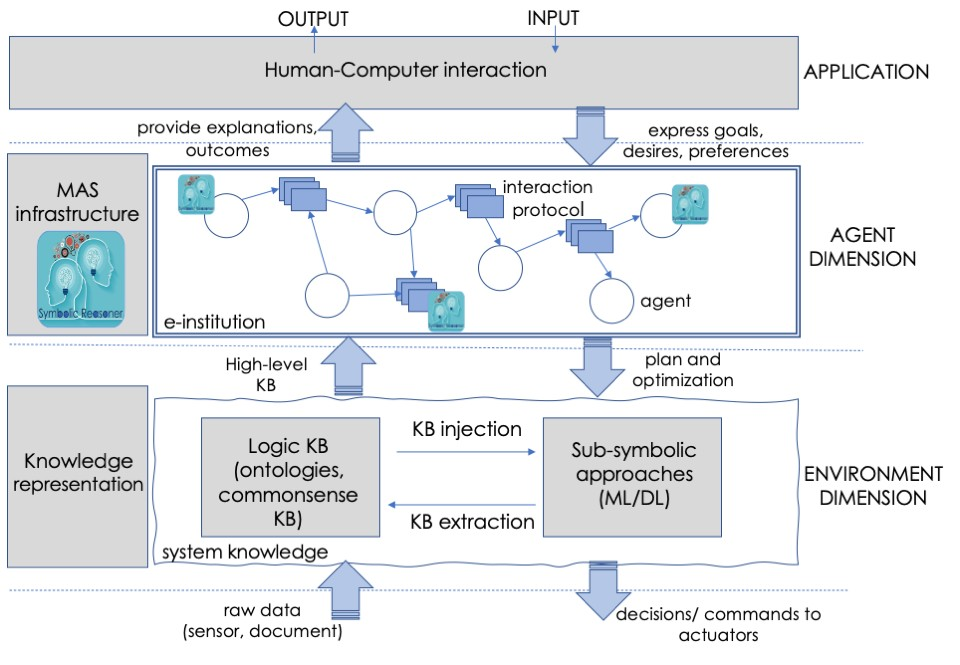 OUTPUT
INPUT
Human-Computer interaction
APPLICATION
provide explanations,
outcomes
express goals,
desires, preferences
MAS
infrastructure
Symbolic Reasoner
interaction
protocol
agent
e-institution
AGENT
DIMENSION
High-level
KB
plan and
optimization
Knowledge
representation
Logic KB
(ontologies,
commonsense
KB)
KB injection
KB extraction
Sub-symbolic
approaches
(ML/DL)
system knowledge
ENVIRONMENT
DIMENSION
raw data
(sensor, document)
decisions/ commands to
actuators